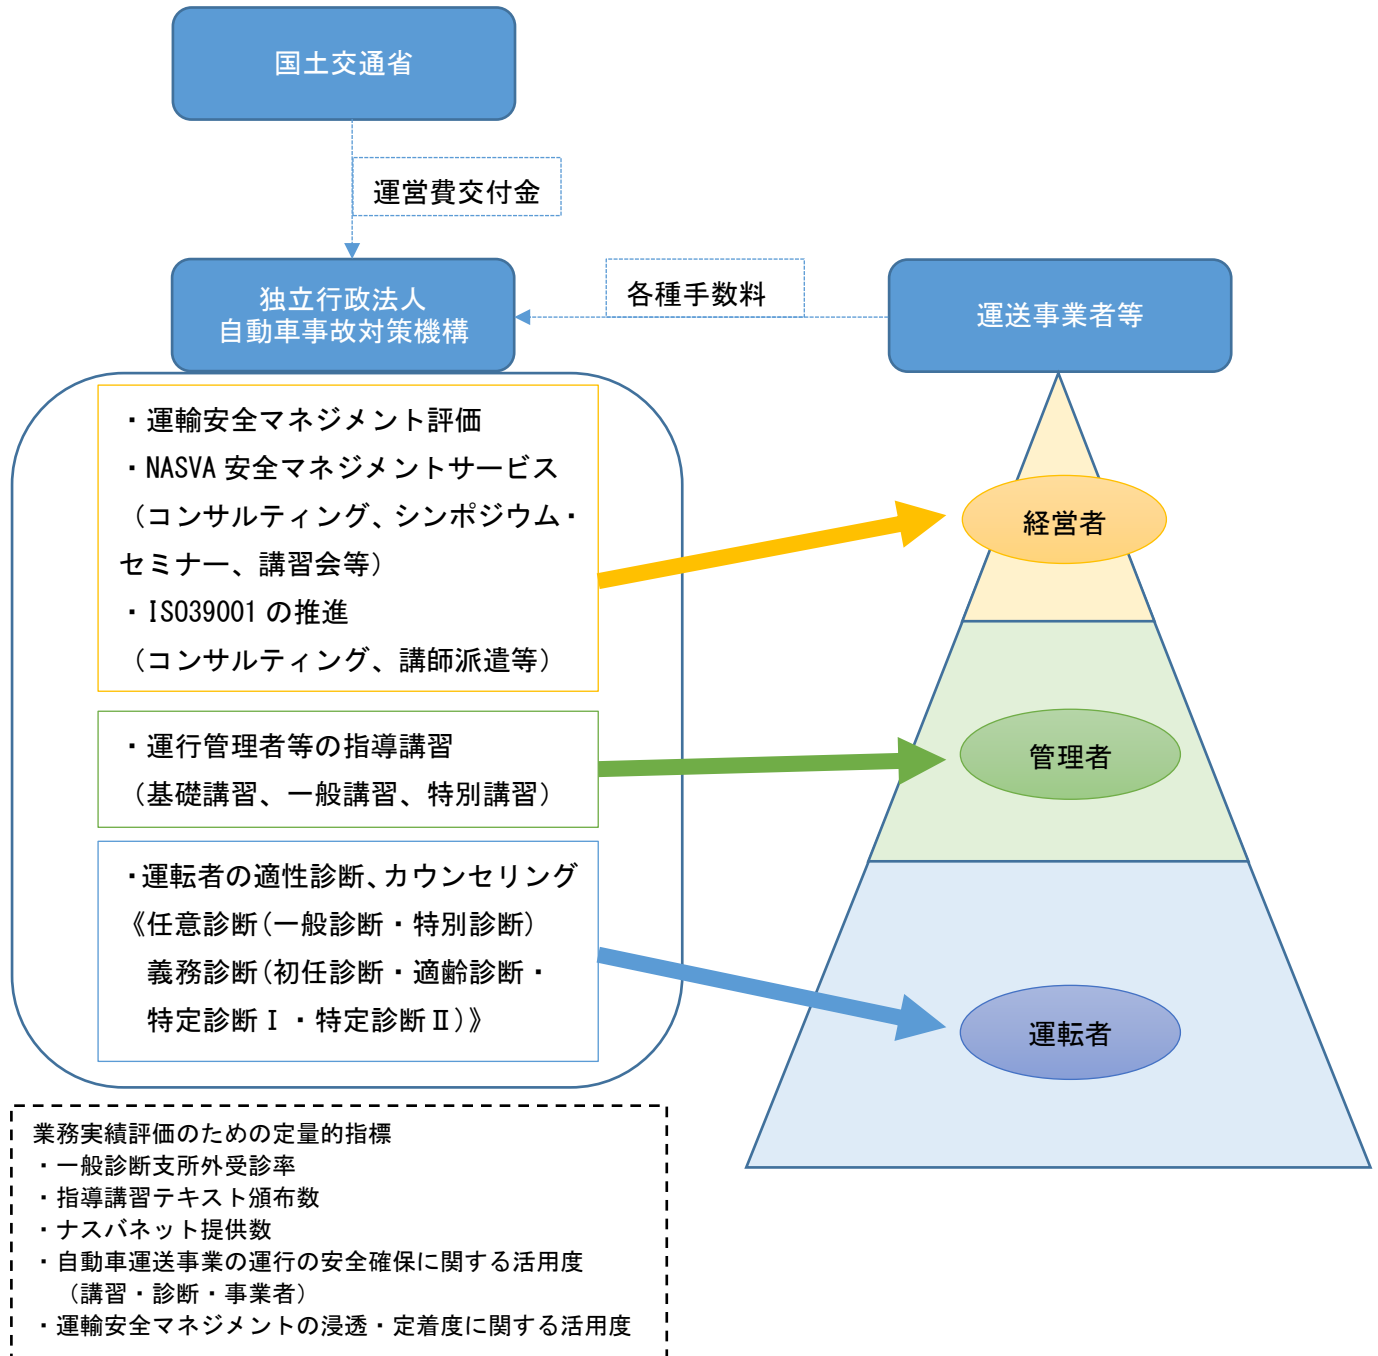 国土交通省
運営費交付金
独立行政法人
自動車事故対策機構
各種手数料
運送事業者等
・運輸安全マネジメント評価
・NASVA 安全マネジメントサービス
（コンサルティング、シンポジウム・
セミナー、講習会等）
・ISO39001 の推進
（コンサルティング、講師派遣等）
経営者
・運行管理者等の指導講習
（基礎講習、一般講習、特別講習）
管理者
・運転者の適性診断、カウンセリング
《任意診断(一般診断・特別診断)
義務診断(初任診断・適齢診断・
特定診断Ⅰ・特定診断Ⅱ)》
運転者
業務実績評価のための定量的指標
・一般診断支所外受診率
・指導講習テキスト頒布数
・ナスバネット提供数
・自動車運送事業の運行の安全確保に関する活用度
（講習・診断・事業者）
・運輸安全マネジメントの浸透・定着度に関する活用度